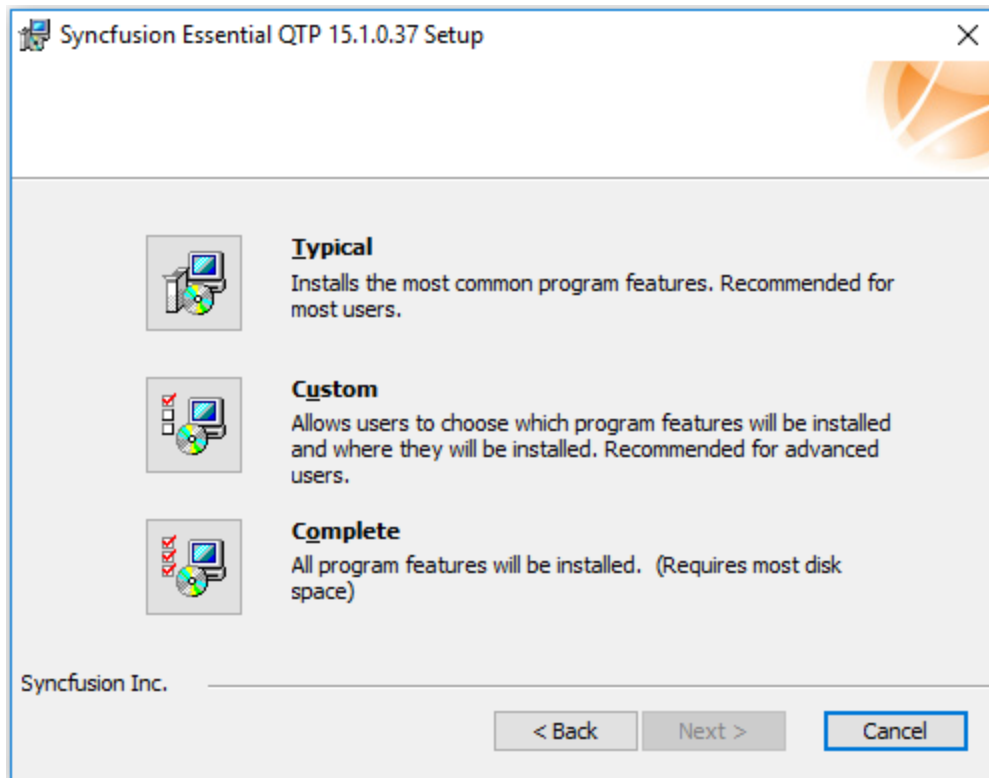 Syncfusion Essential QTP 15.1.0.37 Setup
Typical
Installs the most common program features. Recommended for
most users.
Custom
Allows users to choose which program features will be installed
and where they will be installed. Recommended for advanced
users.
Complete
All program features will be installed.  (Requires most disk
space)
Syncfusion Inc.
< Back
Next >
Cancel